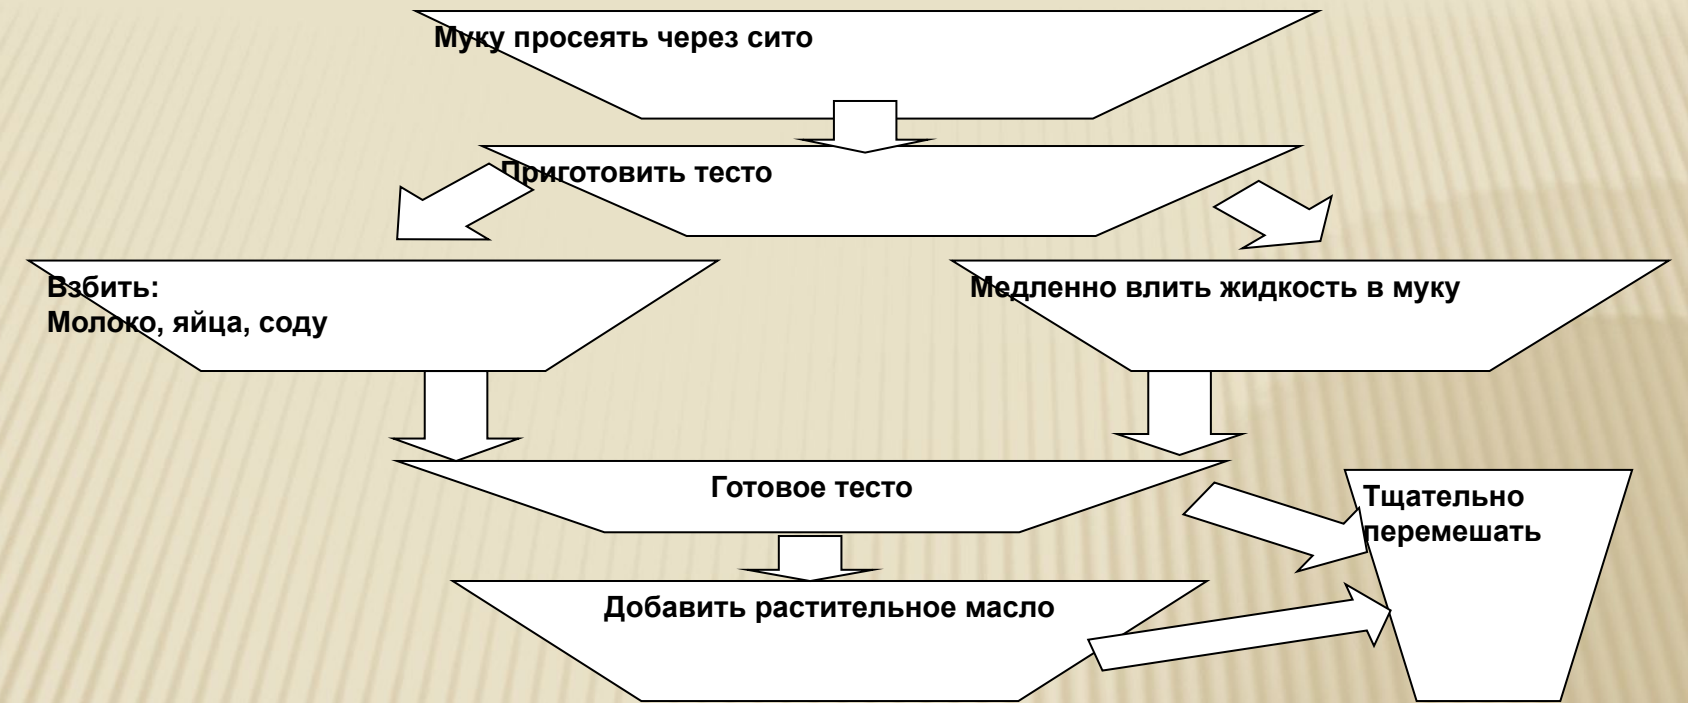 Муку просеять через сито
Приготовить тесто
Взбить:
Молоко, яйца, соду
Медленно влить жидкость в муку
Готовое тесто
Тщательно
перемешать
Добавить растительное масло